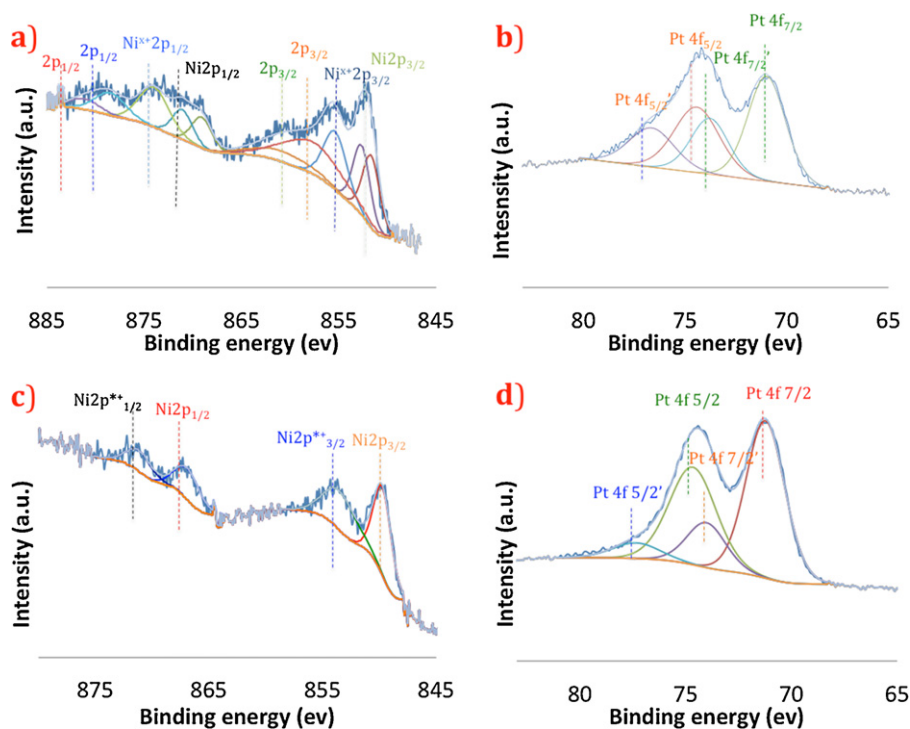 a)
2p1/2
2p1/2
Niˣ⁺2p1/2
Ni2p1/2
2p3/2
2p3/2
Niˣ⁺2p3/2
Ni2p3/2
Intensity (a.u.)
885 875 865 855 845
Binding energy (ev)
b)
Pt 4f5/2'
Pt 4f5/2
Pt 4f7/2'
Pt 4f7/2
Intesnsity (a.u.)
80 75 70 65
Binding energy (ev)
c)
Ni2p*⁺1/2
Ni2p1/2
Ni2p*⁺3/2
Ni2p3/2
Intensity (a.u.)
875 865 855 845
Binding energy (ev)
d)
Pt 4f 5/2'
Pt 4f 5/2
Pt 4f 7/2'
Pt 4f 7/2
Intensity (a.u.)
80 75 70 65
Binding energy (ev)